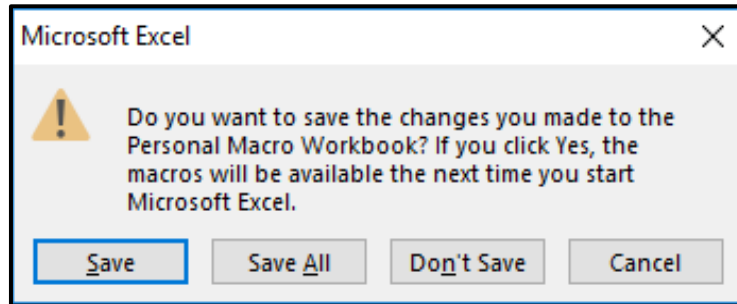 Microsoft Excel
Do you want to save the changes you made to the
Personal Macro Workbook? If you click Yes, the
macros will be available the next time you start
Microsoft Excel.
Save Save All Don't Save Cancel